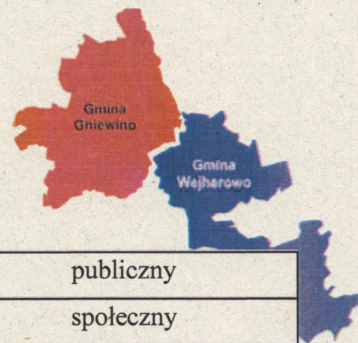 Gmina
Gniewino
Gmina
Wejherowo
publiczny
społeczny